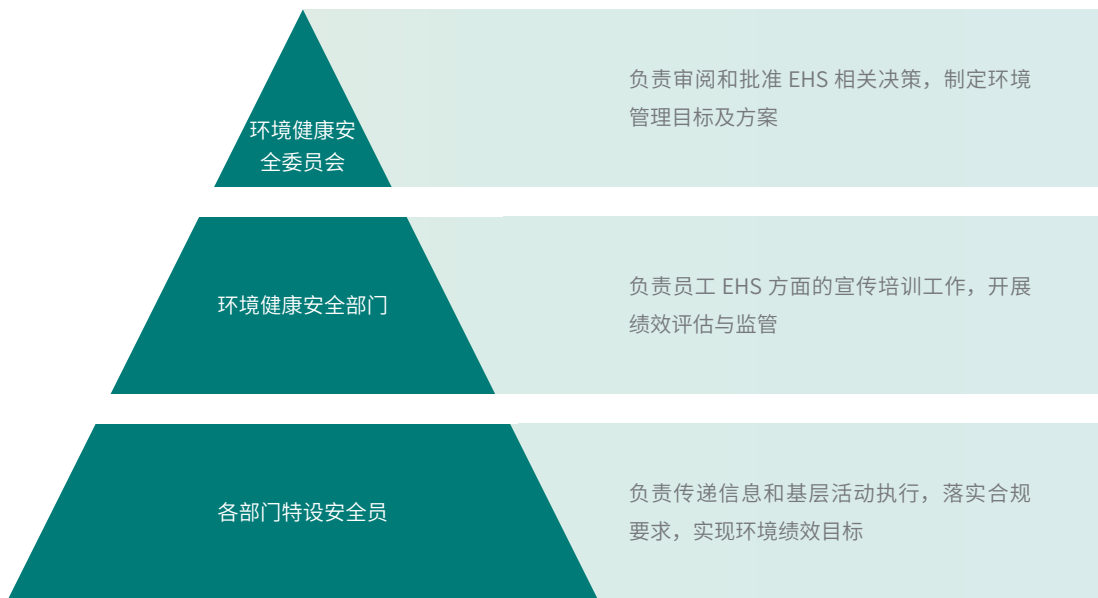 环境健康安
全委员会
负责审阅和批准 EHS 相关决策，制定环境
管理目标及方案
环境健康安全部门
负责员工 EHS 方面的宣传培训工作，开展
绩效评估与监管
各部门特设安全员
负责传递信息和基层活动执行，落实合规
要求，实现环境绩效目标